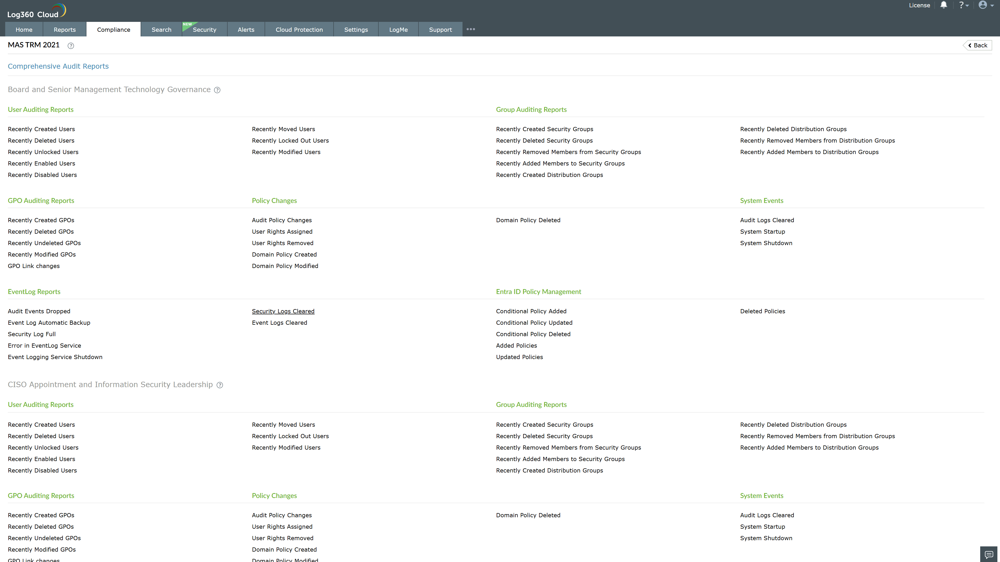 License
?
Log360 Cloud
Home
Reports
Compliance
Search
NEW
Security
Alerts
Cloud Protection
Settings
LogMe
Support
MAS TRM 2021 ?
Back
Comprehensive Audit Reports
Board and Senior Management Technology Governance ?
User Auditing Reports
Recently Created Users
Recently Deleted Users
Recently Unlocked Users
Recently Enabled Users
Recently Disabled Users
Recently Moved Users
Recently Locked Out Users
Recently Modified Users
Group Auditing Reports
Recently Created Security Groups
Recently Deleted Security Groups
Recently Removed Members from Security Groups
Recently Added Members to Security Groups
Recently Created Distribution Groups
Recently Deleted Distribution Groups
Recently Removed Members from Distribution Groups
Recently Added Members to Distribution Groups
GPO Auditing Reports
Recently Created GPOs
Recently Deleted GPOs
Recently Undeleted GPOs
Recently Modified GPOs
GPO Link changes
Policy Changes
Audit Policy Changes
User Rights Assigned
User Rights Removed
Domain Policy Created
Domain Policy Modified
Domain Policy Deleted
System Events
Audit Logs Cleared
System Startup
System Shutdown
EventLog Reports
Audit Events Dropped
Event Log Automatic Backup
Security Log Full
Error in EventLog Service
Event Logging Service Shutdown
Security Logs Cleared
Event Logs Cleared
Entra ID Policy Management
Conditional Policy Added
Conditional Policy Updated
Conditional Policy Deleted
Added Policies
Updated Policies
Deleted Policies
CISO Appointment and Information Security Leadership ?
User Auditing Reports
Recently Created Users
Recently Deleted Users
Recently Unlocked Users
Recently Enabled Users
Recently Disabled Users
Recently Moved Users
Recently Locked Out Users
Recently Modified Users
Group Auditing Reports
Recently Created Security Groups
Recently Deleted Security Groups
Recently Removed Members from Security Groups
Recently Added Members to Security Groups
Recently Created Distribution Groups
Recently Deleted Distribution Groups
Recently Removed Members from Distribution Groups
Recently Added Members to Distribution Groups
GPO Auditing Reports
Recently Created GPOs
Recently Deleted GPOs
Recently Undeleted GPOs
Recently Modified GPOs
GPO Link changes
Policy Changes
Audit Policy Changes
User Rights Assigned
User Rights Removed
Domain Policy Created
Domain Policy Modified
Domain Policy Deleted
System Events
Audit Logs Cleared
System Startup
System Shutdown